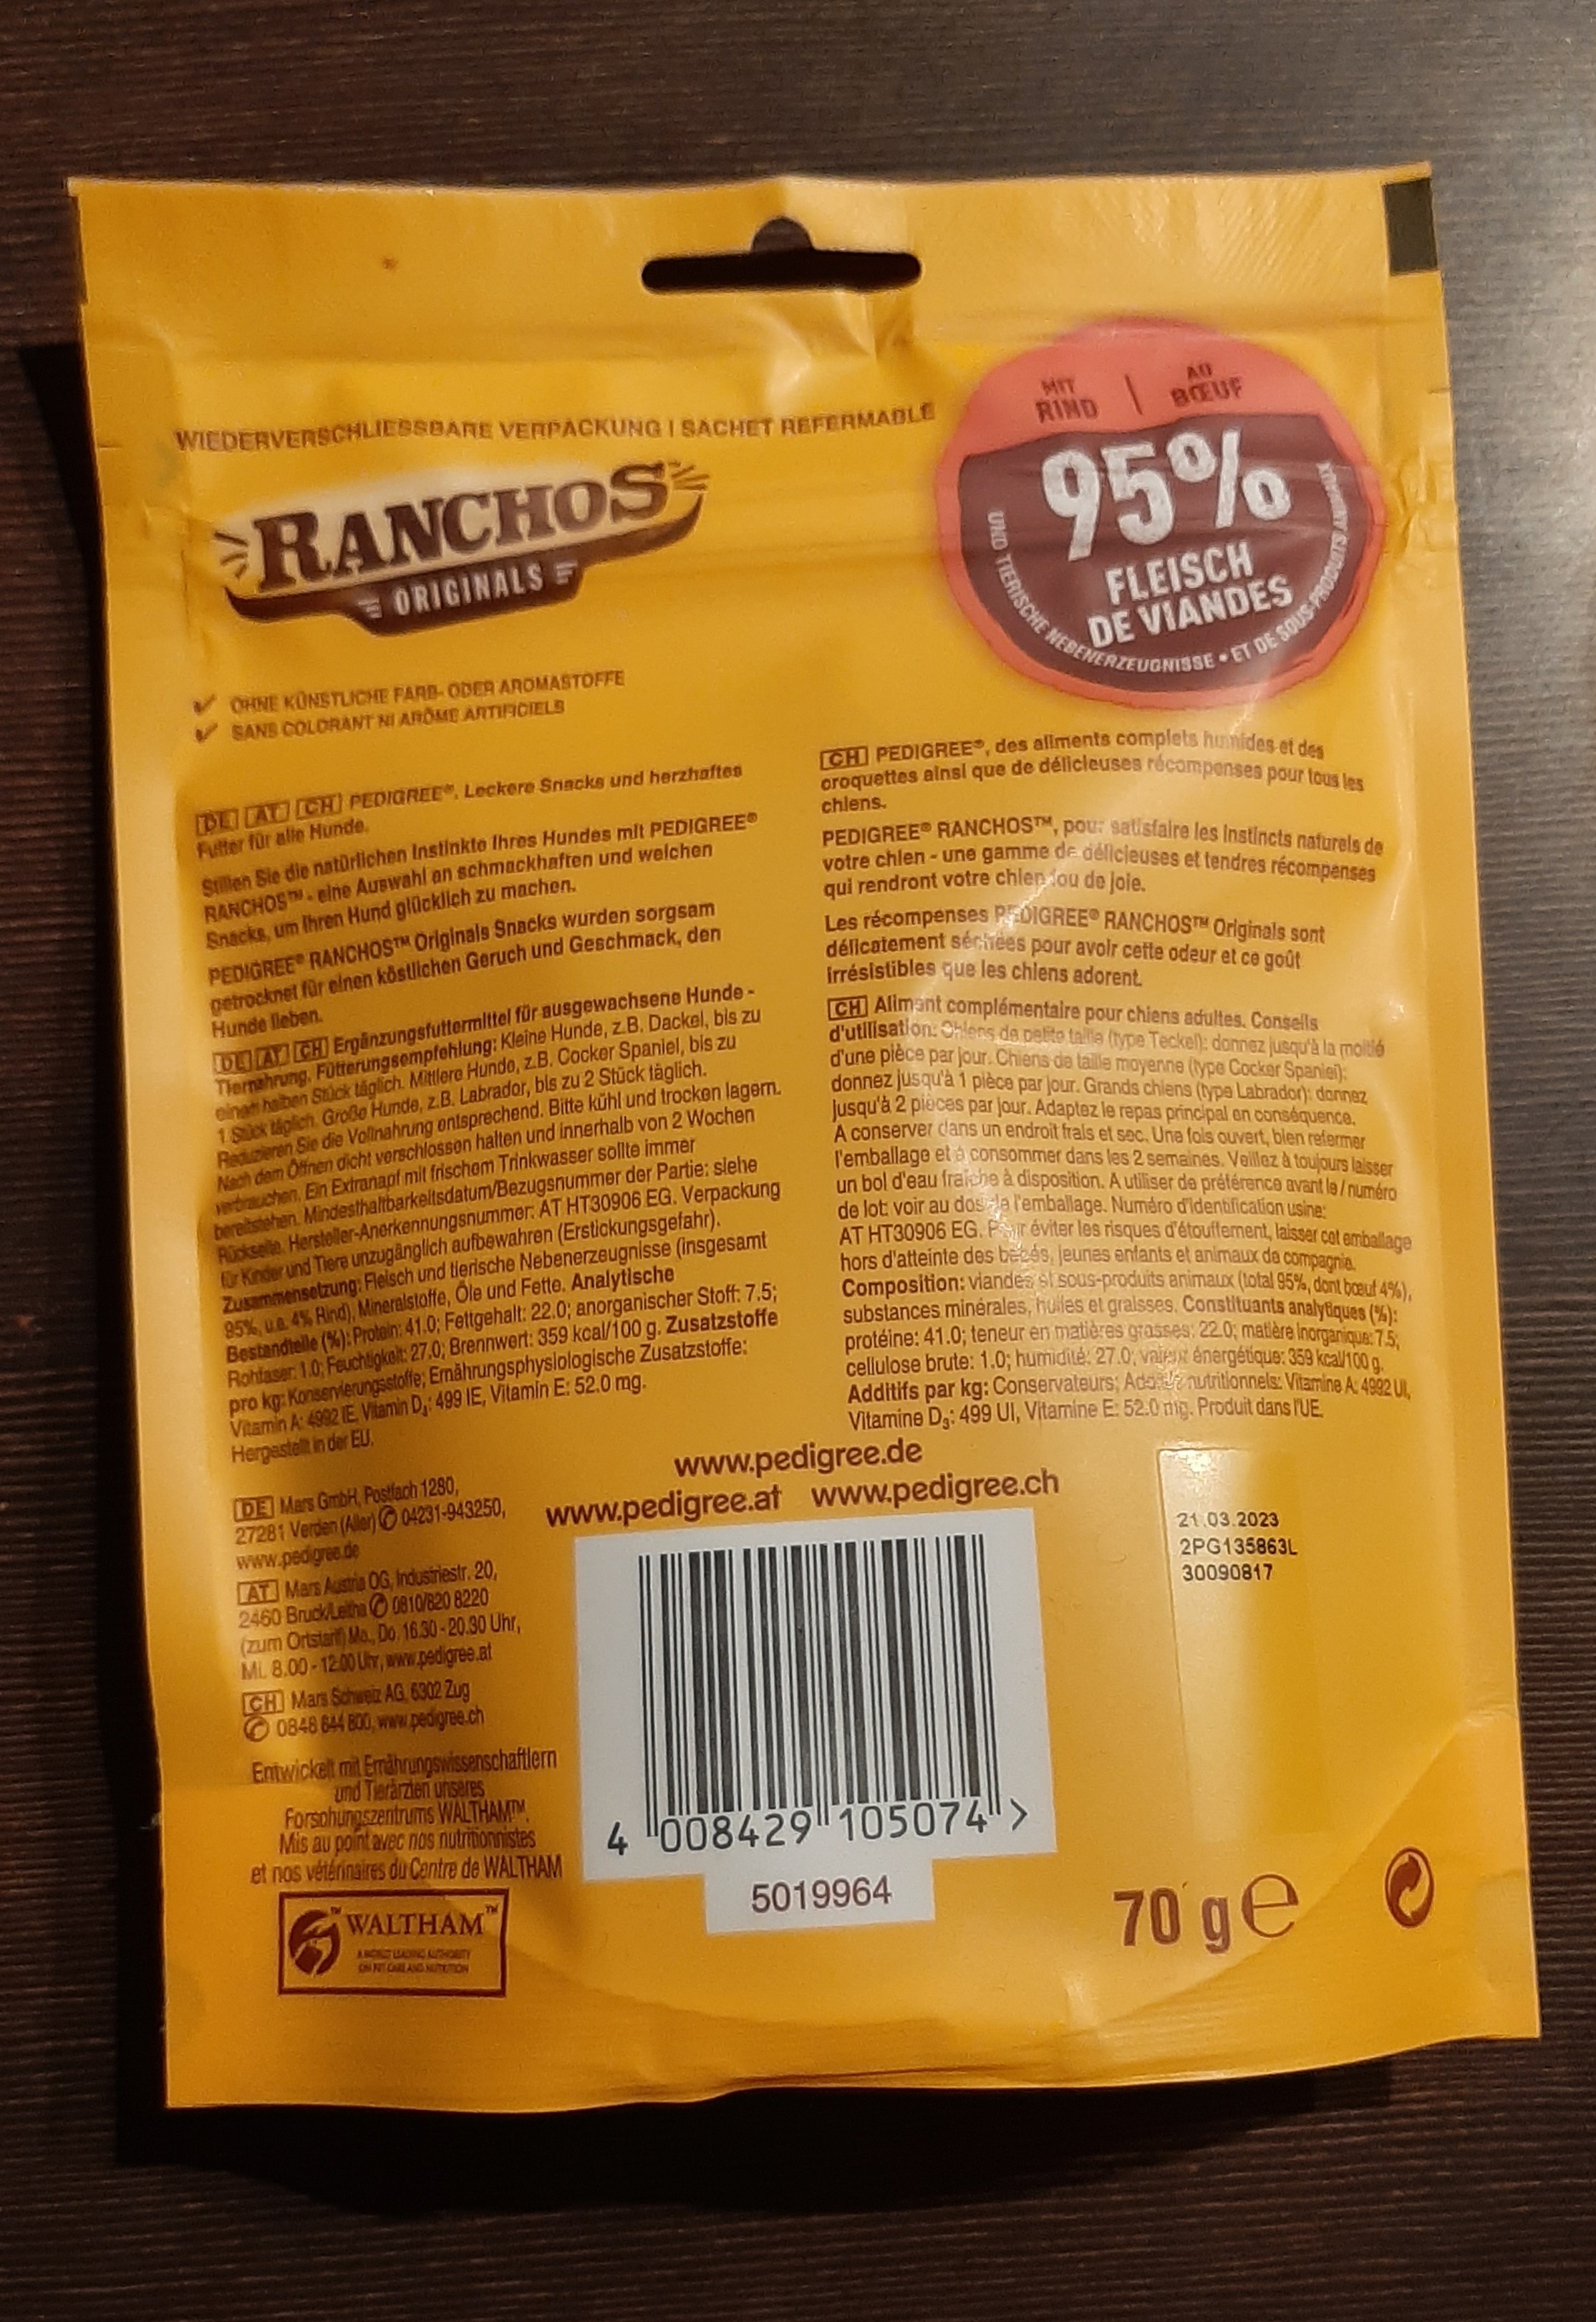 WIEDERVERSCHLIESSBARE VERPACKUNG | SACHET REFERMABLE
RANCHOS™
ORIGINALS
MIT RIND | AU BŒUF
95%
FLEISCH
DE VIANDES
UND TIERISCHE NEBENERZEUGNISSE • ET DE SOUS-PRODUITS ANIMAUX
OHNE KÜNSTLICHE FARB- ODER AROMASTOFFE
SANS COLORANT NI ARÔME ARTIFICIELS
DE AT CH PEDIGREE®, Leckere Snacks und herzhaftes
Futter für alle Hunde.
Stillen Sie die natürlichen Instinkte Ihres Hundes mit PEDIGREE®
RANCHOS™ - eine Auswahl an schmackhaften und weichen
Snacks, um Ihren Hund glücklich zu machen.
PEDIGREE® RANCHOS™ Originals Snacks wurden sorgsam
getrocknet für einen köstlichen Geruch und Geschmack, den
Hunde lieben.
DE AT CH Ergänzungsfuttermittel für ausgewachsene Hunde -
Tiernahrung. Fütterungsempfehlung: Kleine Hunde, z.B. Dackel, bis zu
einem halben Stück täglich. Mittlere Hunde, z.B. Cocker Spaniel, bis zu
1 Stück täglich. Große Hunde, z.B. Labrador, bis zu 2 Stück täglich.
Reduzieren Sie die Vollnahrung entsprechend. Bitte kühl und trocken lagern.
Nach dem Öffnen dicht verschlossen halten und innerhalb von 2 Wochen
verbrauchen. Ein Extranapf mit frischem Trinkwasser sollte immer
bereitstehen. Mindesthaltbarkeitsdatum/Bezugsnummer der Partie: siehe
Rückseite. Hersteller-Anerkennungsnummer: AT HT30906 EG. Verpackung
für Kinder und Tiere unzugänglich aufbewahren (Erstickungsgefahr).
Zusammensetzung: Fleisch und tierische Nebenerzeugnisse (insgesamt
95%, u.a. 4% Rind), Mineralstoffe, Öle und Fette. Analytische
Bestandteile (%): Protein: 41.0; Fettgehalt: 22.0; anorganischer Stoff: 7.5;
Rohfaser: 1.0; Feuchtigkeit: 27.0; Brennwert: 359 kcal/100 g. Zusatzstoffe
pro kg: Konservierungsstoffe; Ernährungsphysiologische Zusatzstoffe:
Vitamin A: 4992 IE, Vitamin D₃: 499 IE, Vitamin E: 52.0 mg.
Hergestellt in der EU.
CH PEDIGREE®, des aliments complets humides et des
croquettes ainsi que de délicieuses récompenses pour tous les
chiens.
PEDIGREE® RANCHOS™, pour satisfaire les instincts naturels de
votre chien - une gamme de délicieuses et tendres récompenses
qui rendront votre chien fou de joie.
Les récompenses PEDIGREE® RANCHOS™ Originals sont
délicatement séchées pour avoir cette odeur et ce goût
irrésistibles que les chiens adorent.
CH Aliment complémentaire pour chiens adultes. Conseils
d'utilisation: Chiens de petite taille (type Teckel): donnez jusqu'à la moitié
d'une pièce par jour. Chiens de taille moyenne (type Cocker Spaniel):
donnez jusqu'à 1 pièce par jour. Grands chiens (type Labrador): donnez
jusqu'à 2 pièces par jour. Adaptez le repas principal en conséquence.
A conserver dans un endroit frais et sec. Une fois ouvert, bien refermer
l'emballage et à consommer dans les 2 semaines. Veillez à toujours laisser
un bol d'eau fraîche à disposition. A utiliser de préférence avant le / numéro
de lot: voir au dos de l'emballage. Numéro d'identification usine:
AT HT30906 EG. Pour éviter les risques d'étouffement, laisser cet emballage
hors d'atteinte des bébés, jeunes enfants et animaux de compagnie.
Composition: viandes et sous-produits animaux (total 95%, dont bœuf 4%),
substances minérales, huiles et graisses. Constituants analytiques (%):
protéine: 41.0; teneur en matières grasses: 22.0; matière inorganique: 7.5;
cellulose brute: 1.0; humidité: 27.0; valeur énergétique: 359 kcal/100 g.
Additifs par kg: Conservateurs; Additifs nutritionnels: Vitamine A: 4992 UI,
Vitamine D₃: 499 UI, Vitamine E: 52.0 mg. Produit dans l'UE.
www.pedigree.de
www.pedigree.at www.pedigree.ch
DE Mars GmbH, Postfach 1280,
27281 Verden (Aller) ✆ 04231-943250,
www.pedigree.de
AT Mars Austria OG, Industriestr. 20,
2460 Bruck/Leitha ✆ 0810/820 8220
(zum Ortstarif) Mo., Do. 16.30 - 20.30 Uhr,
Mi. 8.00 - 12.00 Uhr, www.pedigree.at
CH Mars Schweiz AG, 6302 Zug
✆ 0848 844 800, www.pedigree.ch
Entwickelt mit Ernährungswissenschaftlern
und Tierärzten unseres
Forschungszentrums WALTHAM™.
Mis au point avec nos nutritionnistes
et nos vétérinaires du Centre de WALTHAM
WALTHAM™
A WORLD LEADING AUTHORITY
ON PET CARE AND NUTRITION
21.03.2023
2PG135863L
30090817
4 008429 105074 >
5019964
70 g e